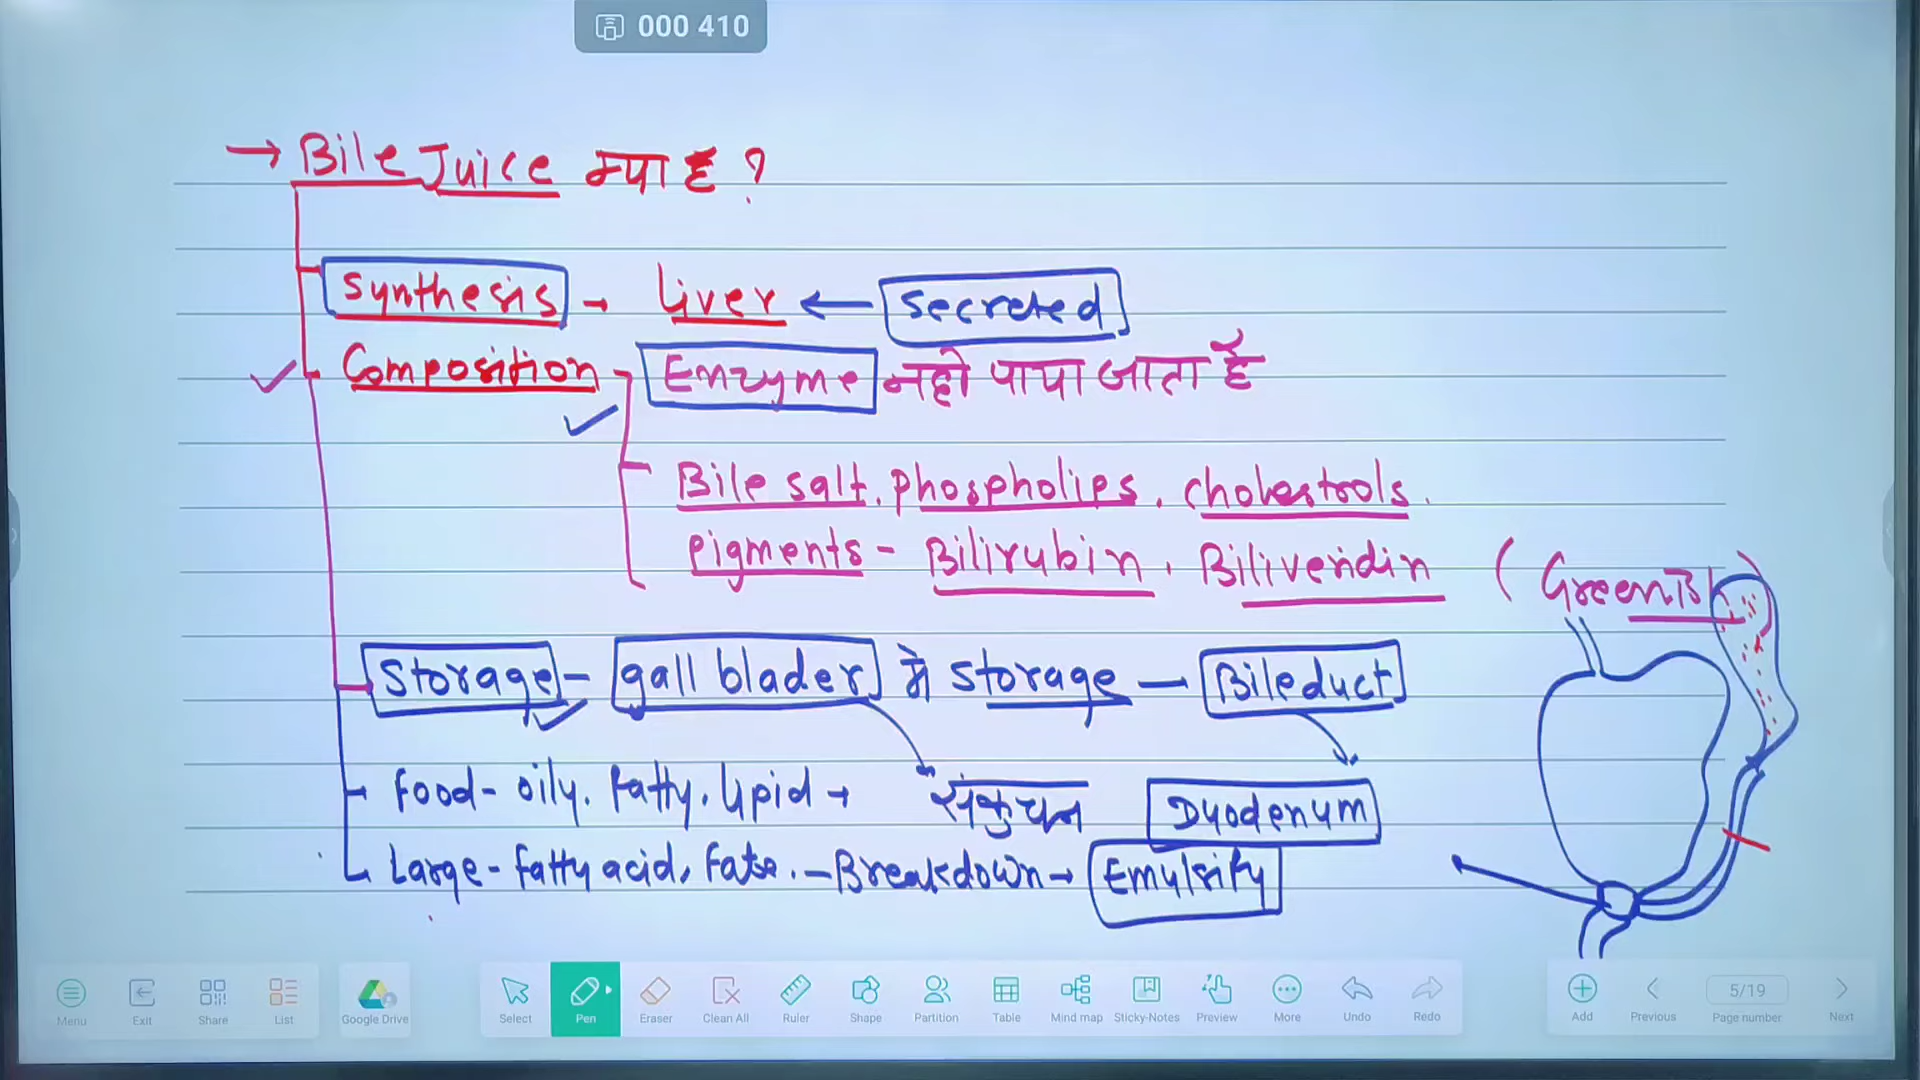 000 410
→ Bile Juice क्या है ?
Synthesis → Liver ← Secreted
Composition - Enzyme नहीं पाया जाता है
Bile salt, Phospholips, Cholestrols.
Pigments - Bilirubin, Biliveridin (Green
Storage - gall blader में storage — Bileduct
Food - oily, fatty, lipid → संकुचन Duodenum
Large - fatty acid, Fats. - Breakdown → Emulsify
Menu Exit Share List Google Drive Select Pen Eraser Clean All Ruler Shape Partition Table Mind map Sticky-Notes Preview More Undo Redo Add Previous 5/19 Page number Next